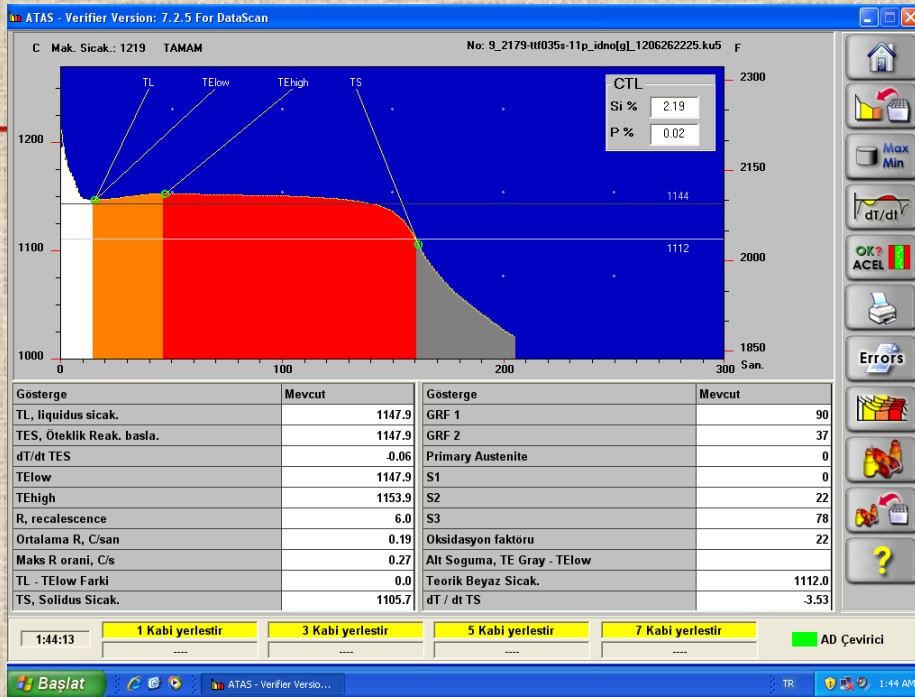 ATAS - Verifier Version: 7.2.5 For DataScan
C Mak. Sicak.: 1219 TAMAM No: 9_2179-ttf035s-11p_idno[g]_1206262225.ku5 F
TL TElow TEhigh TS
CTL
Si % 2.19
P % 0.02
2300
1200
2150
1144
1100
1112
2000
1000
1850
0 100 200 300 San.
Max
Min
dT/dt
OK?
ACEL
Errors
?
Gösterge Mevcut Gösterge Mevcut
TL, liquidus sicak. 1147.9 GRF 1 90
TES, Öteklik Reak. basla. 1147.9 GRF 2 37
dT/dt TES -0.06 Primary Austenite 0
TElow 1147.9 S1 0
TEhigh 1153.9 S2 22
R, recalescence 6.0 S3 78
Ortalama R, C/san 0.19 Oksidasyon faktöru 22
Maks R orani, C/s 0.27 Alt Soguma, TE Gray - TElow
TL - TElow Farki 0.0 Teorik Beyaz Sicak. 1112.0
TS, Solidus Sicak. 1105.7 dT / dt TS -3.53
1:44:13 1 Kabi yerlestir 3 Kabi yerlestir 5 Kabi yerlestir 7 Kabi yerlestir AD Çevirici
---- ---- ---- ----
Başlat ATAS - Verifier Versio... TR 1:44 AM